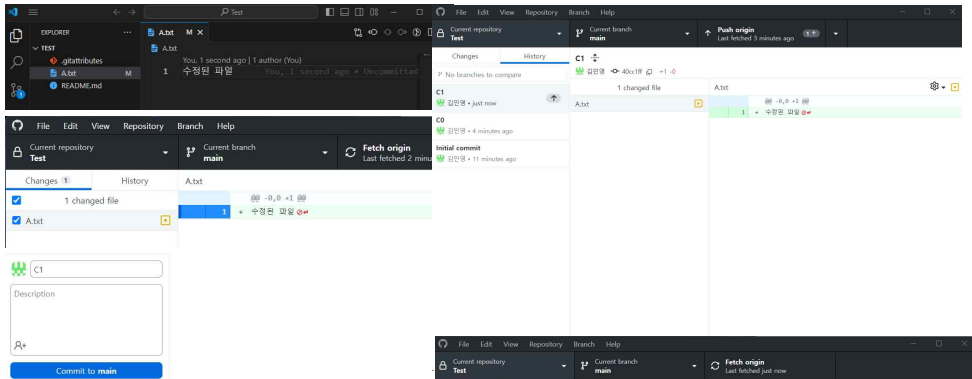 Test
EXPLORER
TEST
.gitattributes
A.txt M
README.md
A.txt M
A.txt
You, 1 second ago | 1 author (You)
1 수정된 파일 You, 1 second ago • Uncommitted
File Edit View Repository Branch Help
Current repository
Test
Current branch
main
Fetch origin
Last fetched 2 minu
Changes 1 History
A.txt
1 changed file
A.txt
@@ -0,0 +1 @@
1 + 수정된 파일
C1
Description
Commit to main
File Edit View Repository Branch Help
Current repository
Test
Current branch
main
Push origin
Last fetched 3 minutes ago
1
Changes History
No branches to compare
C1
김민영 • just now
C0
김민영 • 4 minutes ago
Initial commit
김민영 • 11 minutes ago
C1
김민영 40cc1ff +1 -0
1 changed file
A.txt
A.txt
@@ -0,0 +1 @@
1 + 수정된 파일
File Edit View Repository Branch Help
Current repository
Test
Current branch
main
Fetch origin
Last fetched just now